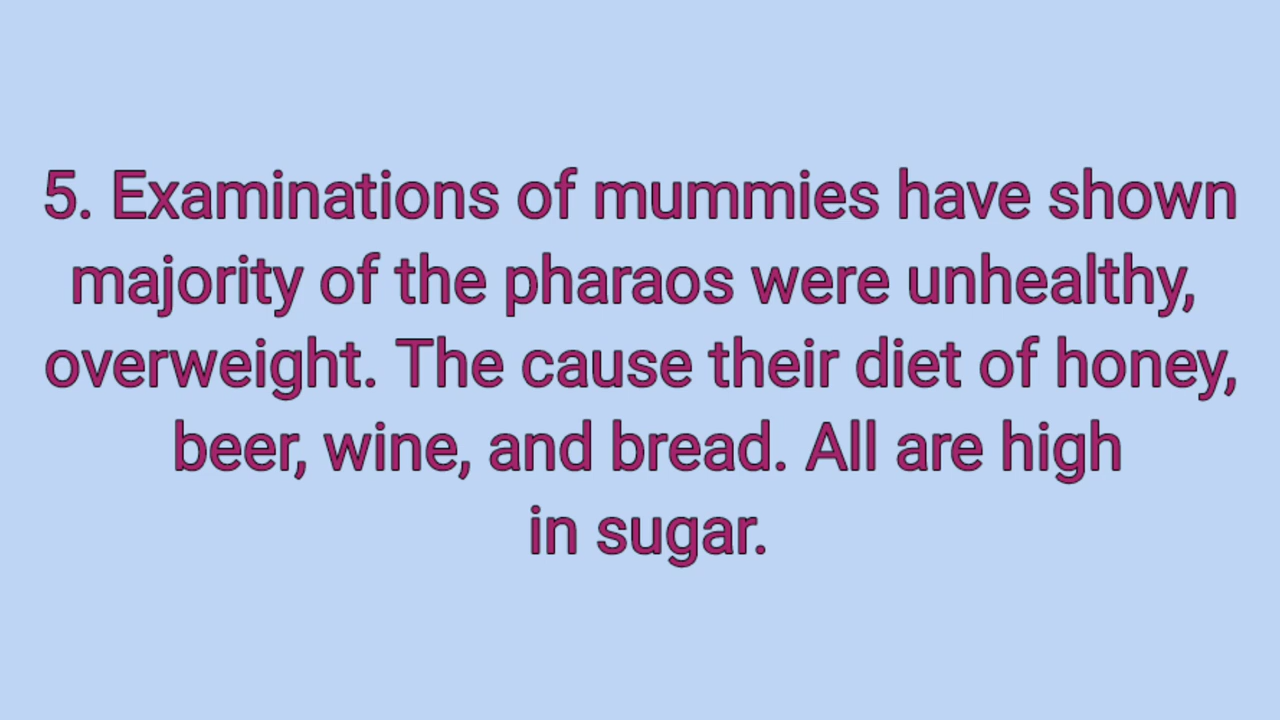 5. Examinations of mummies have shown
majority of the pharaos were unhealthy,
overweight. The cause their diet of honey,
beer, wine, and bread. All are high
in sugar.